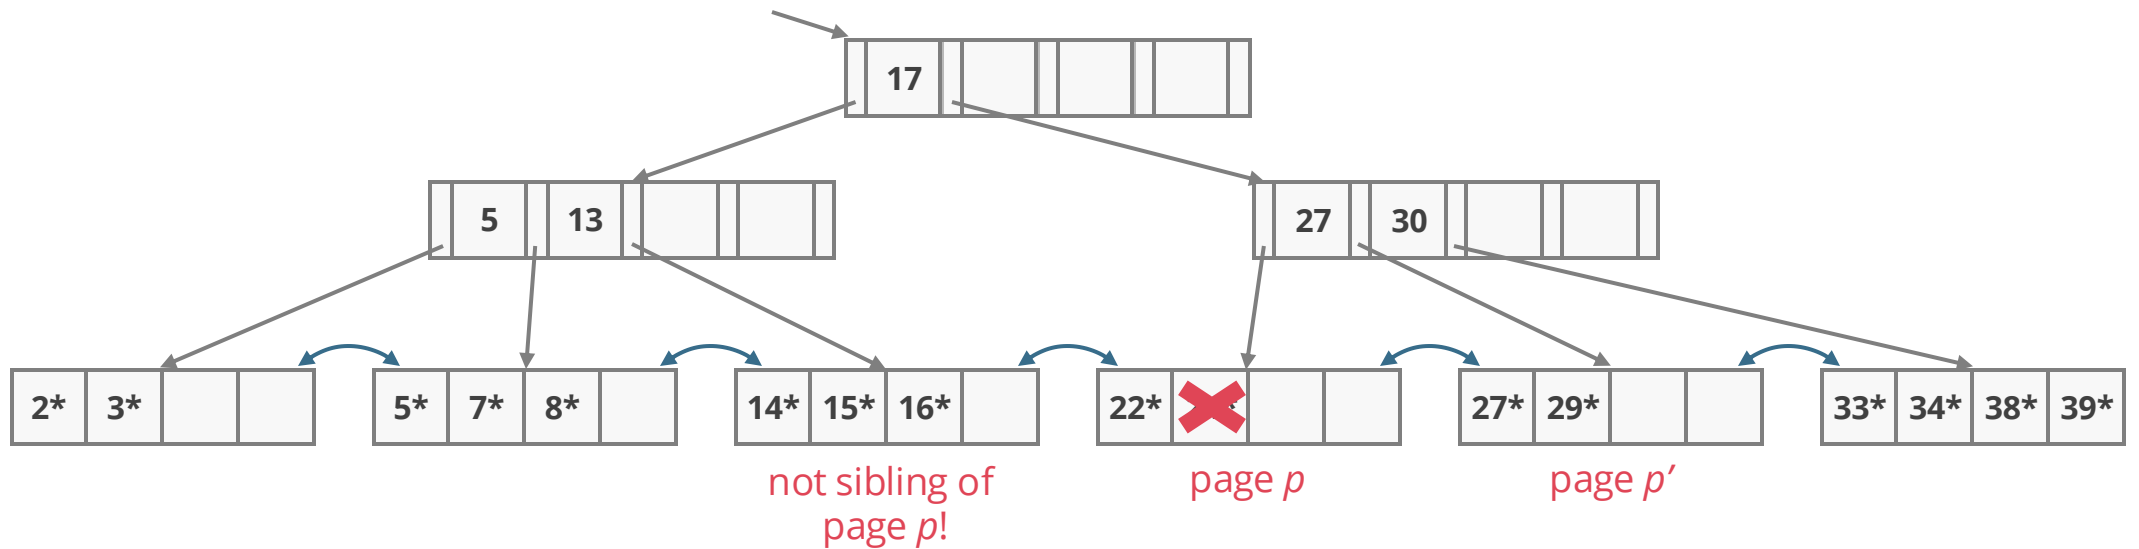 17
5 13
27 30
2* 3*
5* 7* 8*
14* 15* 16*
22*
27* 29*
33* 34* 38* 39*
not sibling of
page p!
page p
page p′